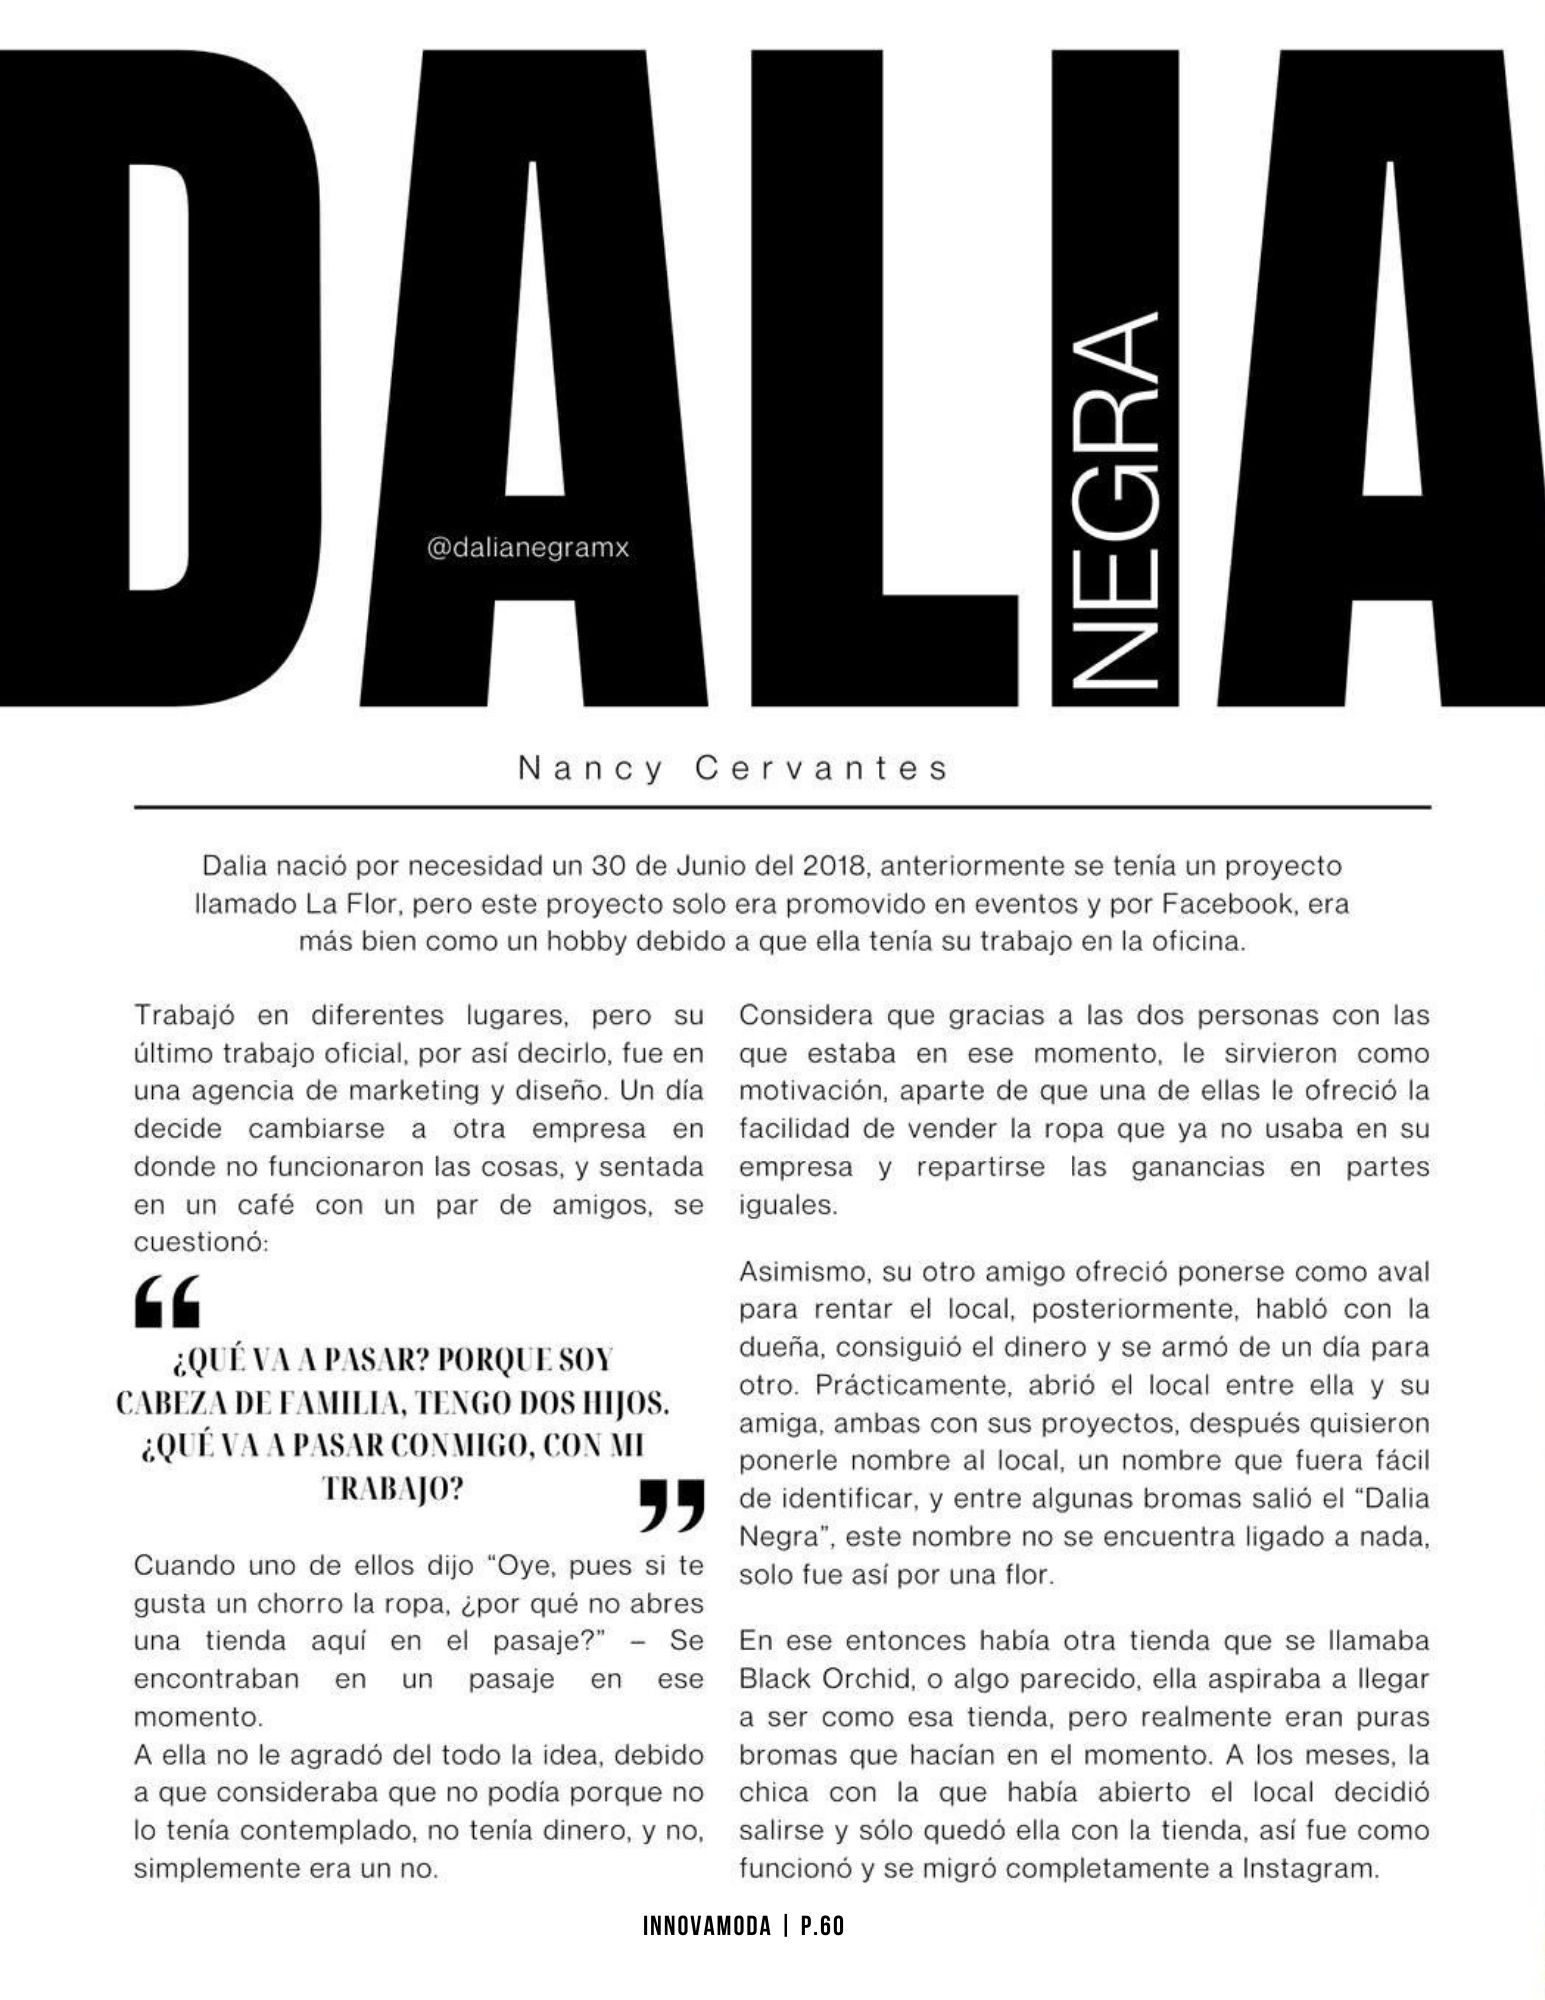 DALIA
NEGRA
@dalianegramx
Nancy Cervantes
Dalia nació por necesidad un 30 de Junio del 2018, anteriormente se tenía un proyecto
llamado La Flor, pero este proyecto solo era promovido en eventos y por Facebook, era
más bien como un hobby debido a que ella tenía su trabajo en la oficina.
Trabajó en diferentes lugares, pero su
último trabajo oficial, por así decirlo, fue en
una agencia de marketing y diseño. Un día
decide cambiarse a otra empresa en
donde no funcionaron las cosas, y sentada
en un café con un par de amigos, se
cuestionó:
“
¿QUÉ VA A PASAR? PORQUE SOY
CABEZA DE FAMILIA, TENGO DOS HIJOS.
¿QUÉ VA A PASAR CONMIGO, CON MI
TRABAJO?
”
Cuando uno de ellos dijo “Oye, pues si te
gusta un chorro la ropa, ¿por qué no abres
una tienda aquí en el pasaje?” – Se
encontraban en un pasaje en ese
momento.
A ella no le agradó del todo la idea, debido
a que consideraba que no podía porque no
lo tenía contemplado, no tenía dinero, y no,
simplemente era un no.
Considera que gracias a las dos personas con las
que estaba en ese momento, le sirvieron como
motivación, aparte de que una de ellas le ofreció la
facilidad de vender la ropa que ya no usaba en su
empresa y repartirse las ganancias en partes
iguales.
Asimismo, su otro amigo ofreció ponerse como aval
para rentar el local, posteriormente, habló con la
dueña, consiguió el dinero y se armó de un día para
otro. Prácticamente, abrió el local entre ella y su
amiga, ambas con sus proyectos, después quisieron
ponerle nombre al local, un nombre que fuera fácil
de identificar, y entre algunas bromas salió el “Dalia
Negra”, este nombre no se encuentra ligado a nada,
solo fue así por una flor.
En ese entonces había otra tienda que se llamaba
Black Orchid, o algo parecido, ella aspiraba a llegar
a ser como esa tienda, pero realmente eran puras
bromas que hacían en el momento. A los meses, la
chica con la que había abierto el local decidió
salirse y sólo quedó ella con la tienda, así fue como
funcionó y se migró completamente a Instagram.
INNOVAMODA | P.60